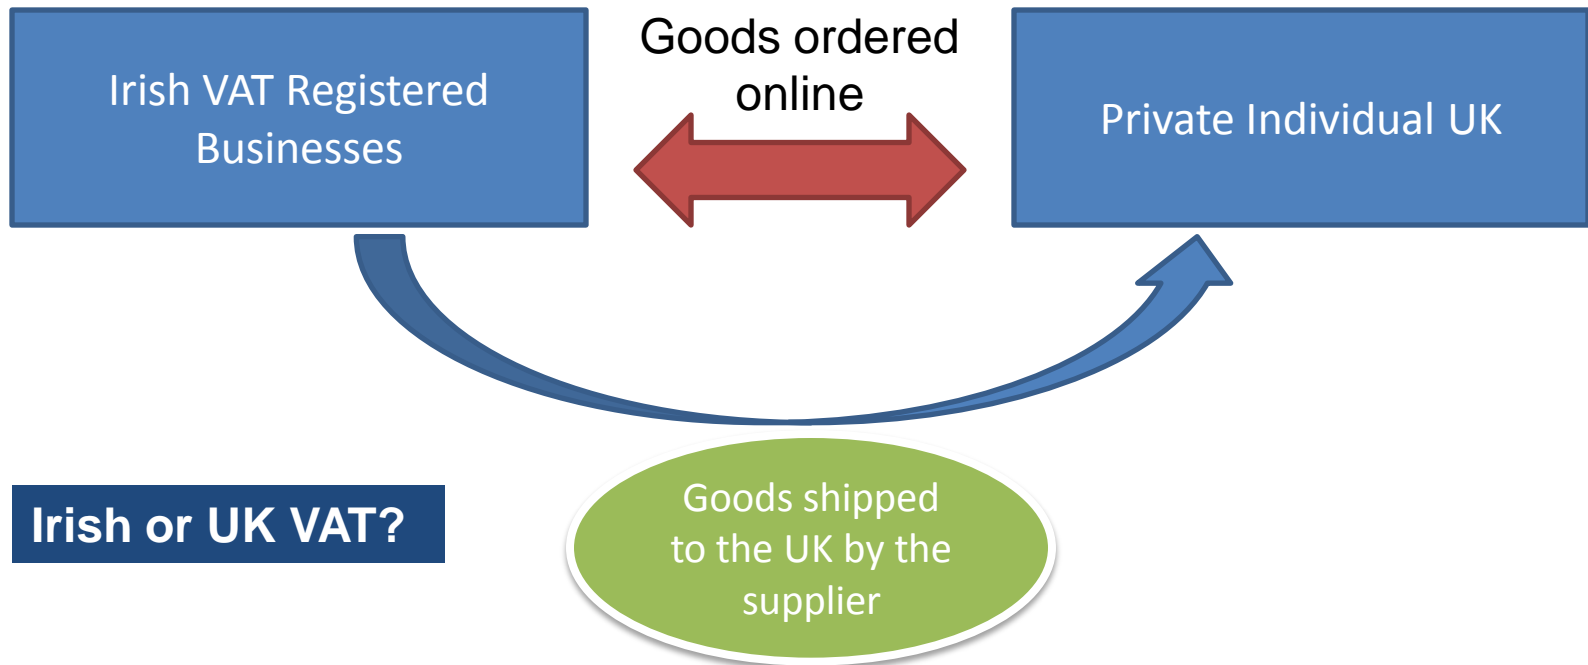 Irish VAT Registered
Businesses
Goods ordered
online
Private Individual UK
Irish or UK VAT?
Goods shipped
to the UK by the
supplier